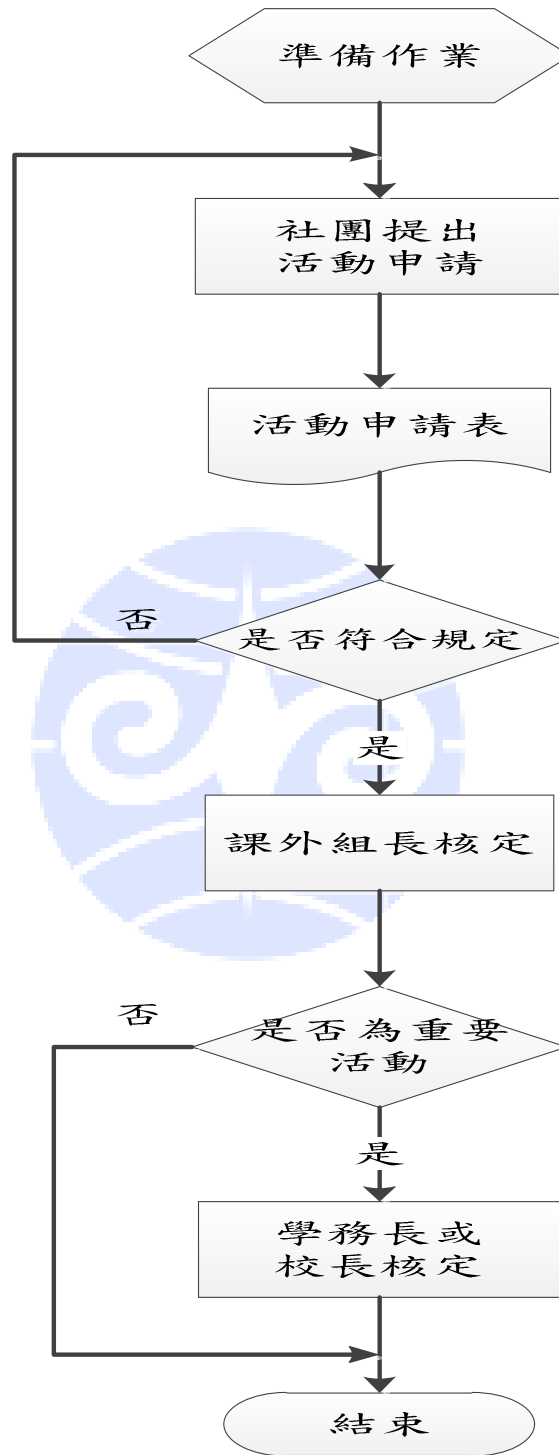 準備作業
社團提出
活動申請
活動申請表
否
是否符合規定
是
課外組長核定
否
是否為重要
活動
是
學務長或
校長核定
結束